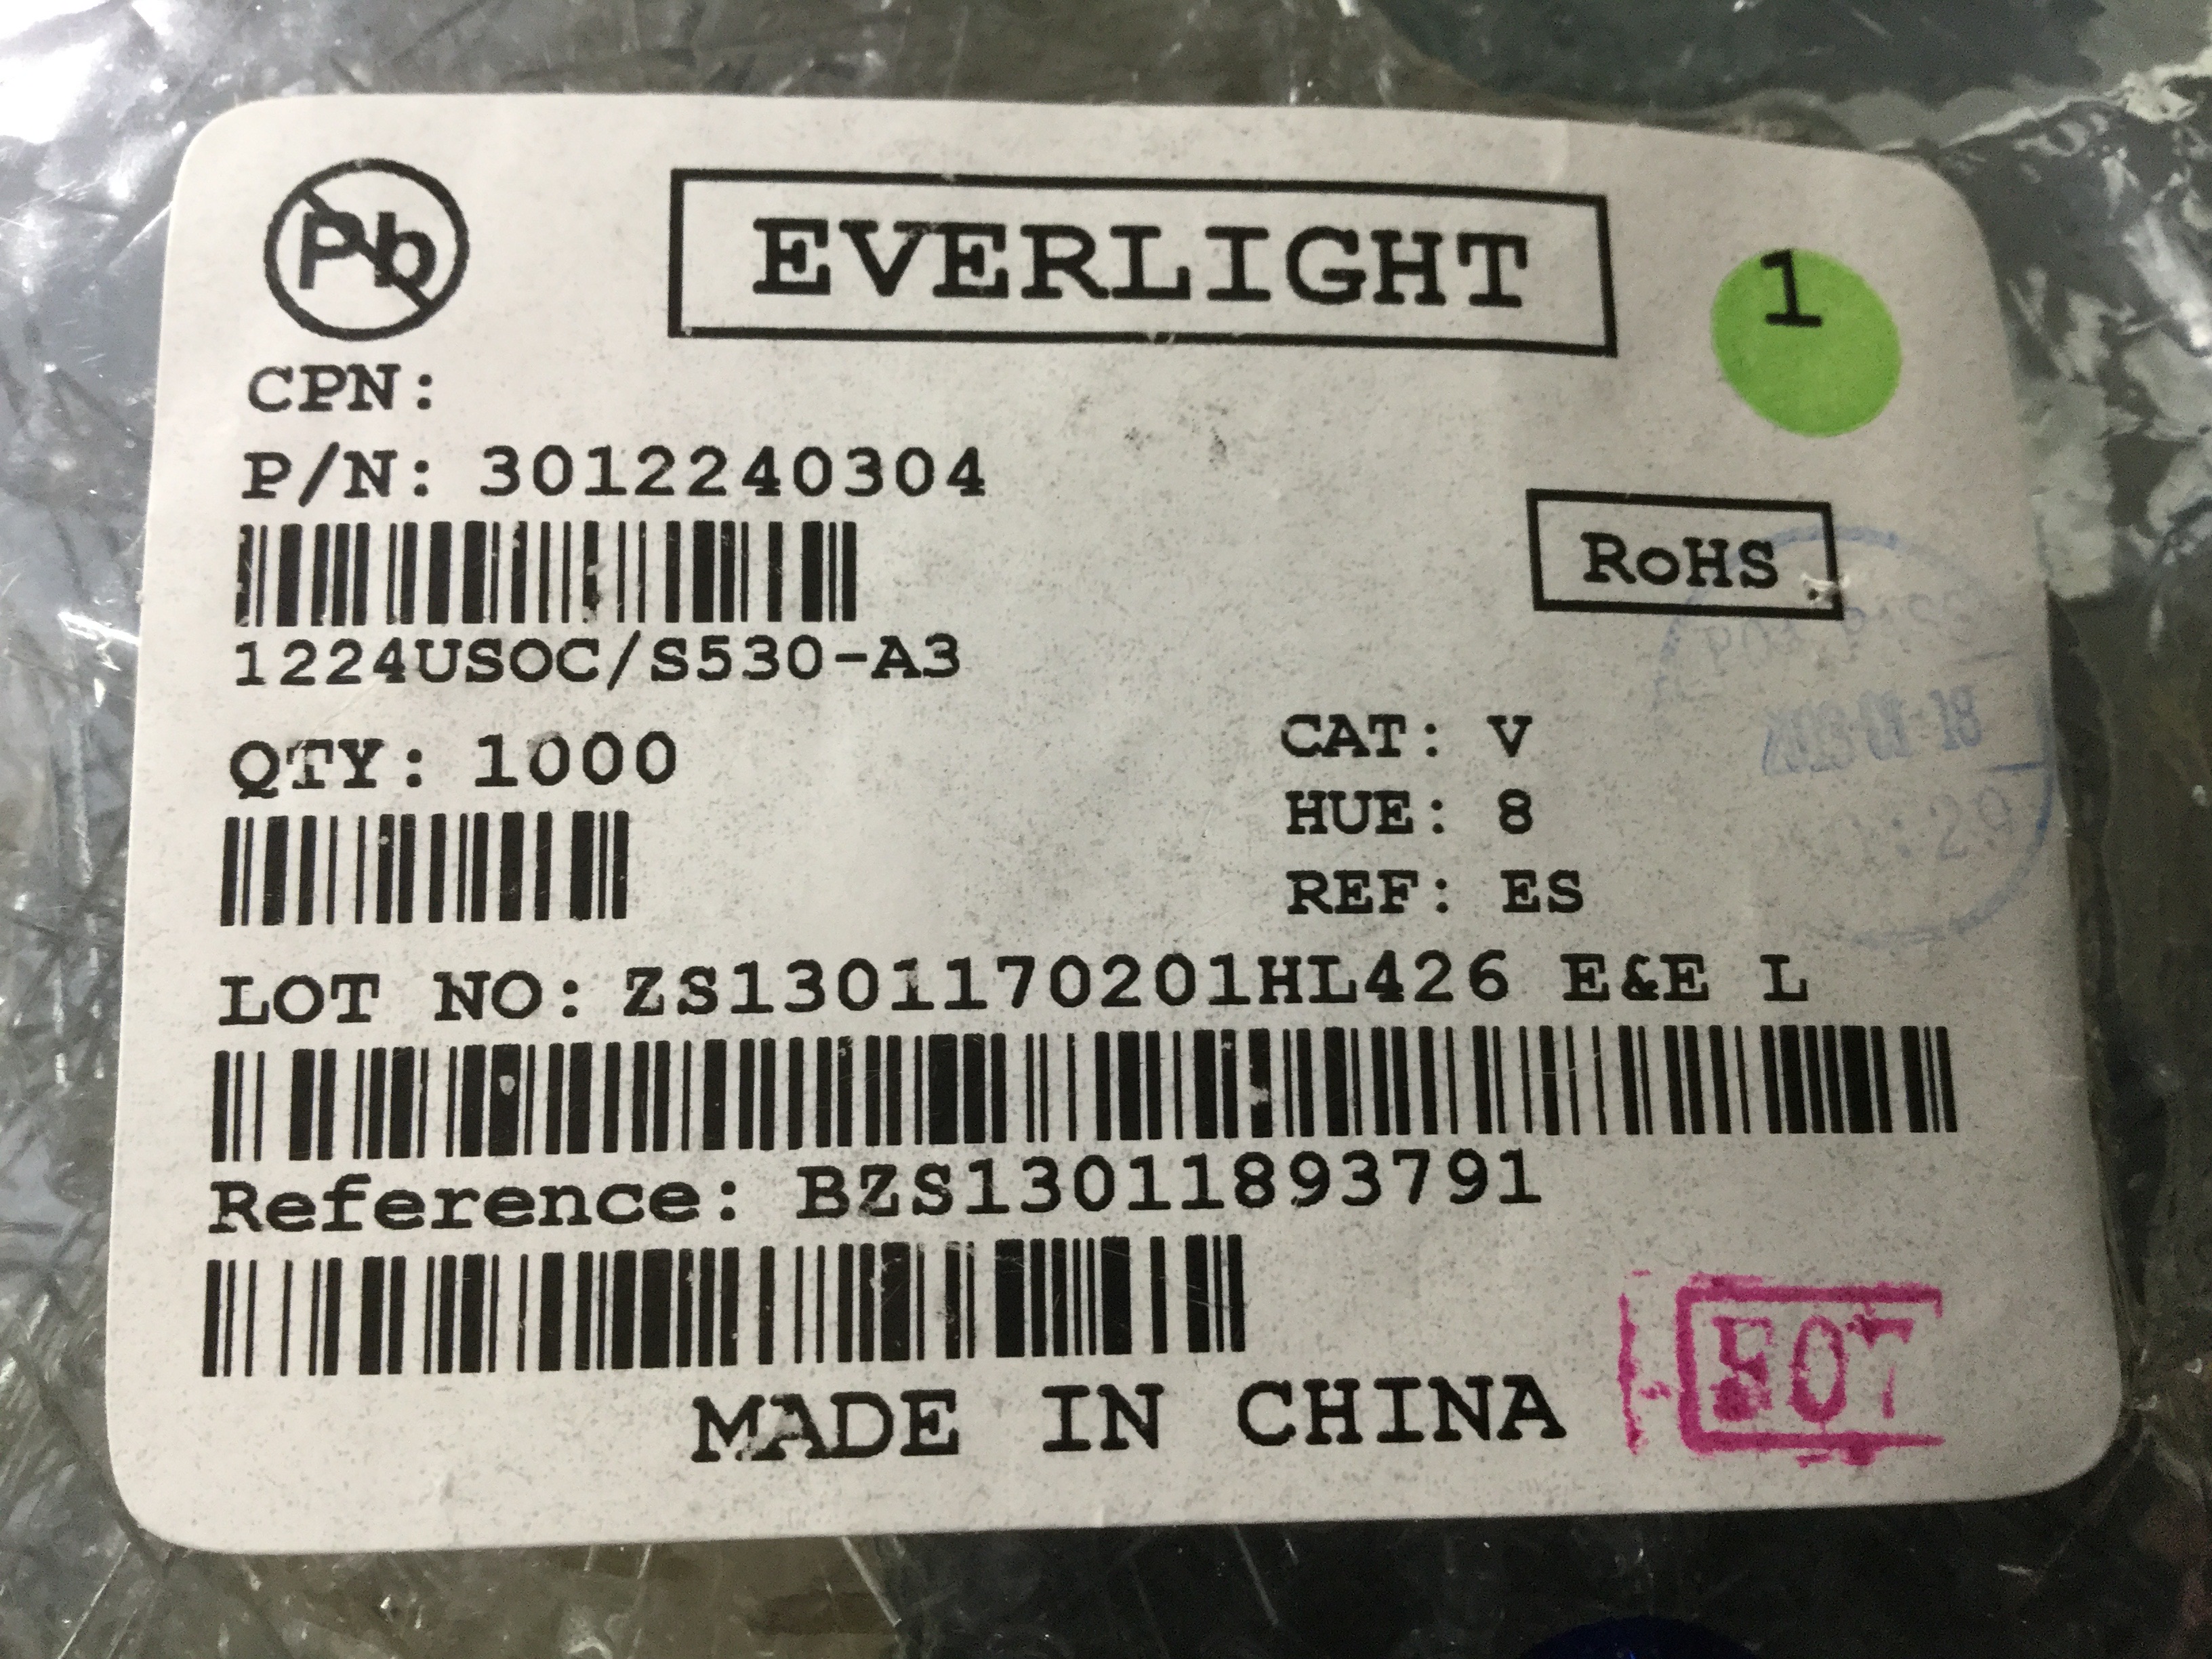 Pb
EVERLIGHT
1
CPN:
P/N: 3012240304
RoHS
1224USOC/S530-A3
QTY: 1000
CAT: V
HUE: 8
REF: ES
LOT NO: ZS1301170201HL426 E&E L
Reference: BZS13011893791
MADE IN CHINA